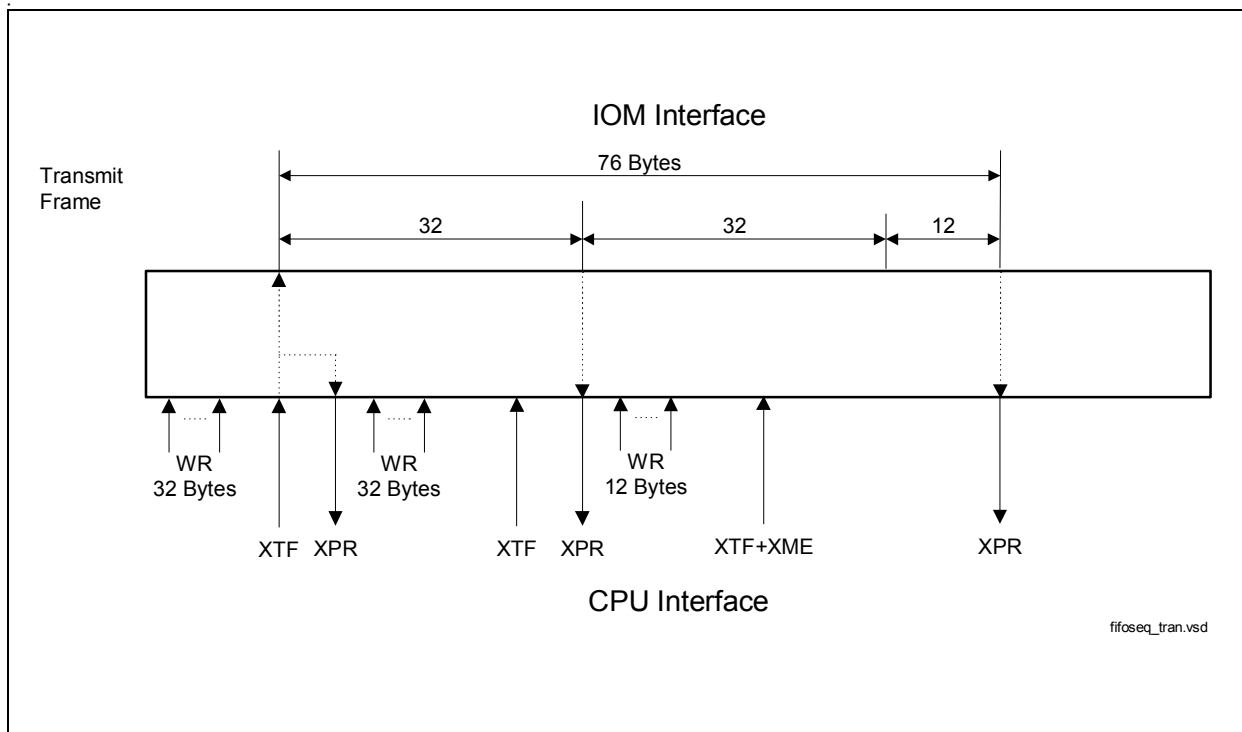 IOM Interface
Transmit
Frame
76 Bytes
32
32
12
WR
32 Bytes
WR
32 Bytes
WR
12 Bytes
XTF XPR XTF XPR XTF+XME XPR
CPU Interface
fifoseq_tran.vsd